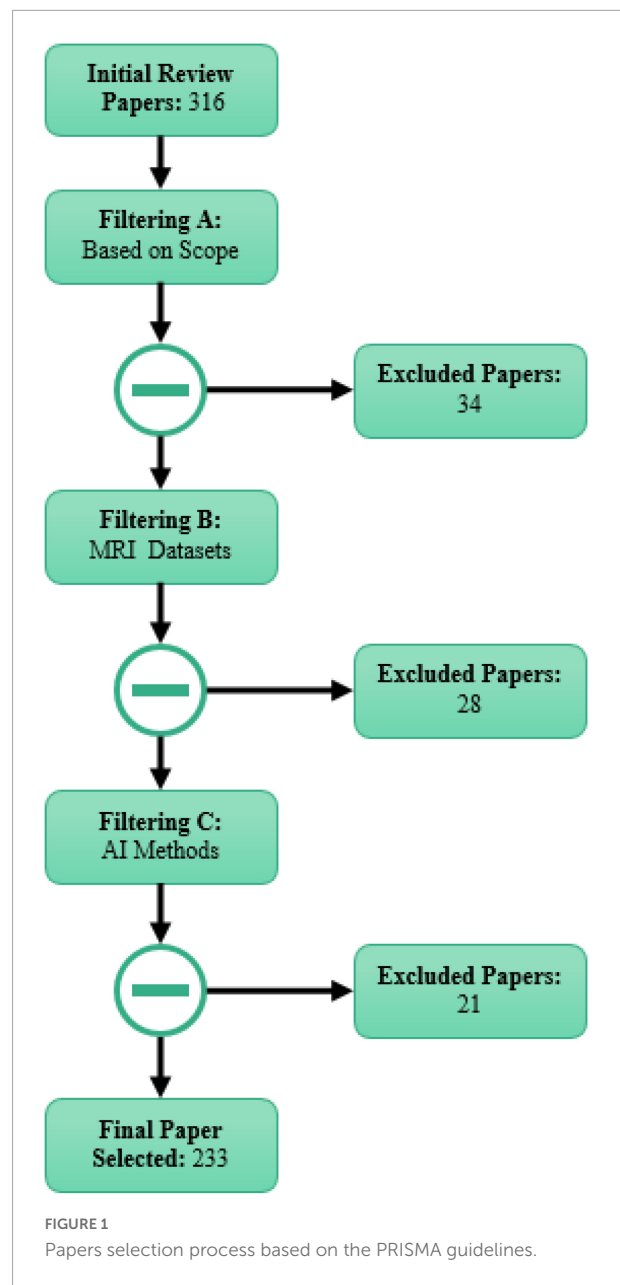 Initial Review
Papers: 316
Filtering A:
Based on Scope
Excluded Papers:
34
Filtering B:
MRI Datasets
Excluded Papers:
28
Filtering C:
AI Methods
Excluded Papers:
21
Final Paper
Selected: 233
FIGURE 1
Papers selection process based on the PRISMA guidelines.